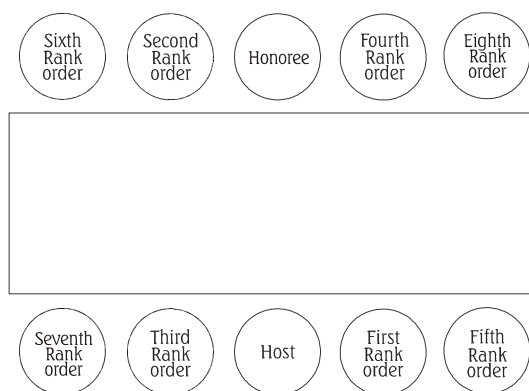 Sixth
Rank
order
Second
Rank
order
Honoree
Fourth
Rank
order
Eighth
Rank
order
Seventh
Rank
order
Third
Rank
order
Host
First
Rank
order
Fifth
Rank
order